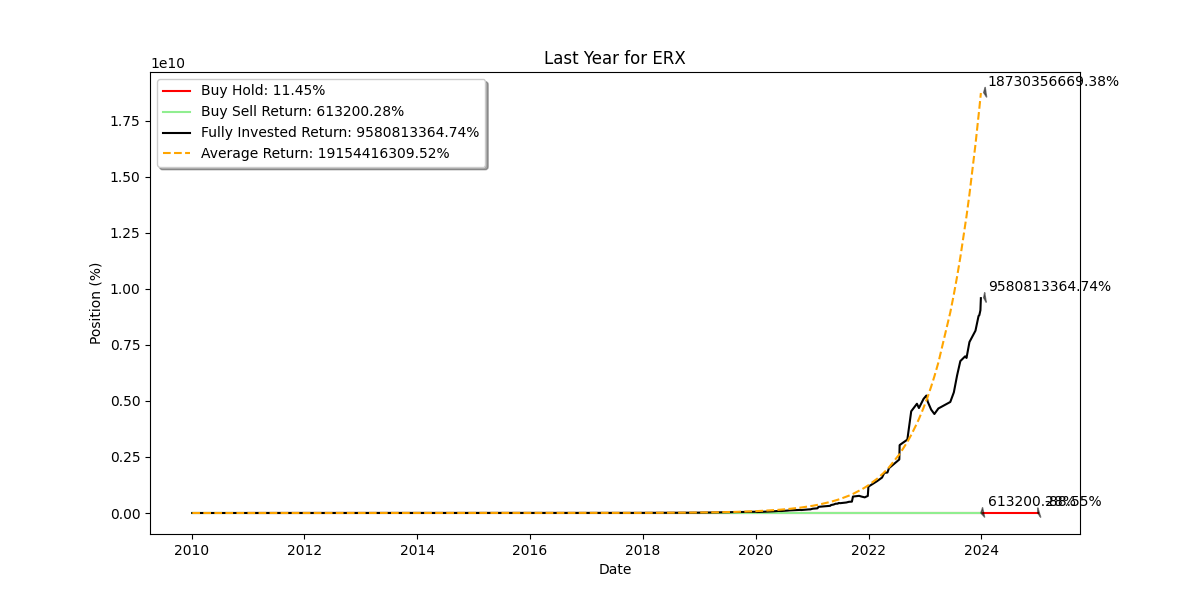 Last Year for ERX
1e10
Buy Hold: 11.45%
Buy Sell Return: 613200.28%
Fully Invested Return: 9580813364.74%
Average Return: 19154416309.52%
18730356669.38%
9580813364.74%
613200.28%
Position (%)
1.75
1.50
1.25
1.00
0.75
0.50
0.25
0.00
2010
2012
2014
2016
2018
2020
2022
2024
Date